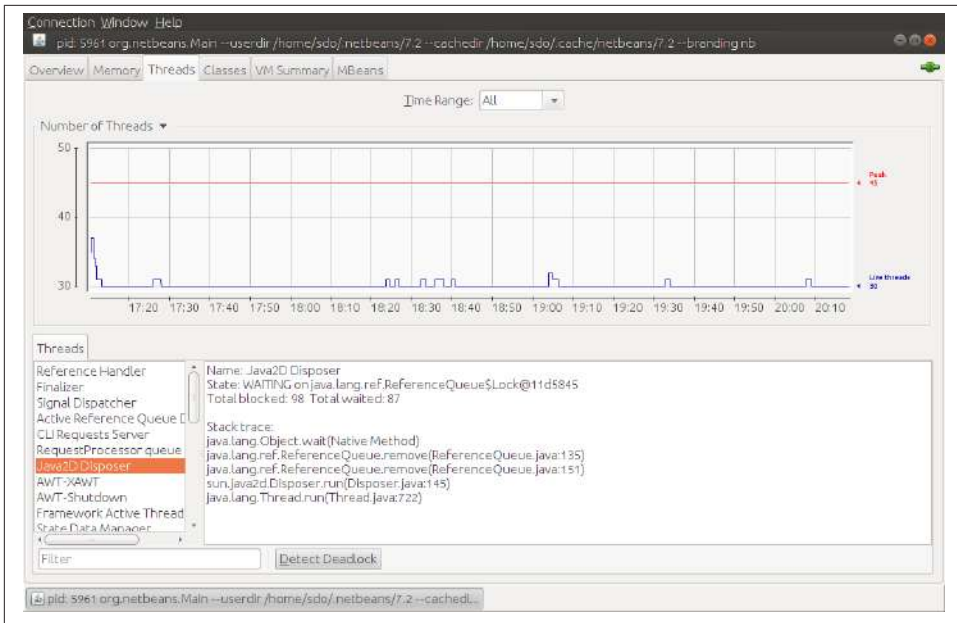 Connection Window Help
pid: 5961 org.netbeans.Main --userdir /home/sdo/.netbeans/7.2 --cachedir /home/sdo/.cache/netbeans/7.2 --branding nb
Overview Memory Threads Classes VM Summary MBeans
Time Range: All
Number of Threads
50
Peak
45
40
30
Live threads
30
17:20 17:30 17:40 17:50 18:00 18:10 18:20 18:30 18:40 18:50 19:00 19:10 19:20 19:30 19:40 19:50 20:00 20:10
Threads
Reference Handler
Finalizer
Signal Dispatcher
Active Reference Queue D
CLI Requests Server
RequestProcessor queue
Java2D Disposer
AWT-XAWT
AWT-Shutdown
Framework Active Thread
State Data Manager
Name: Java2D Disposer
State: WAITING on java.lang.ref.ReferenceQueue$Lock@11d5845
Total blocked: 98 Total waited: 87
Stack trace:
java.lang.Object.wait(Native Method)
java.lang.ref.ReferenceQueue.remove(ReferenceQueue.java:135)
java.lang.ref.ReferenceQueue.remove(ReferenceQueue.java:151)
sun.java2d.Disposer.run(Disposer.java:145)
java.lang.Thread.run(Thread.java:722)
Filter
Detect Deadlock
pid: 5961 org.netbeans.Main --userdir /home/sdo/.netbeans/7.2 --cachedi...